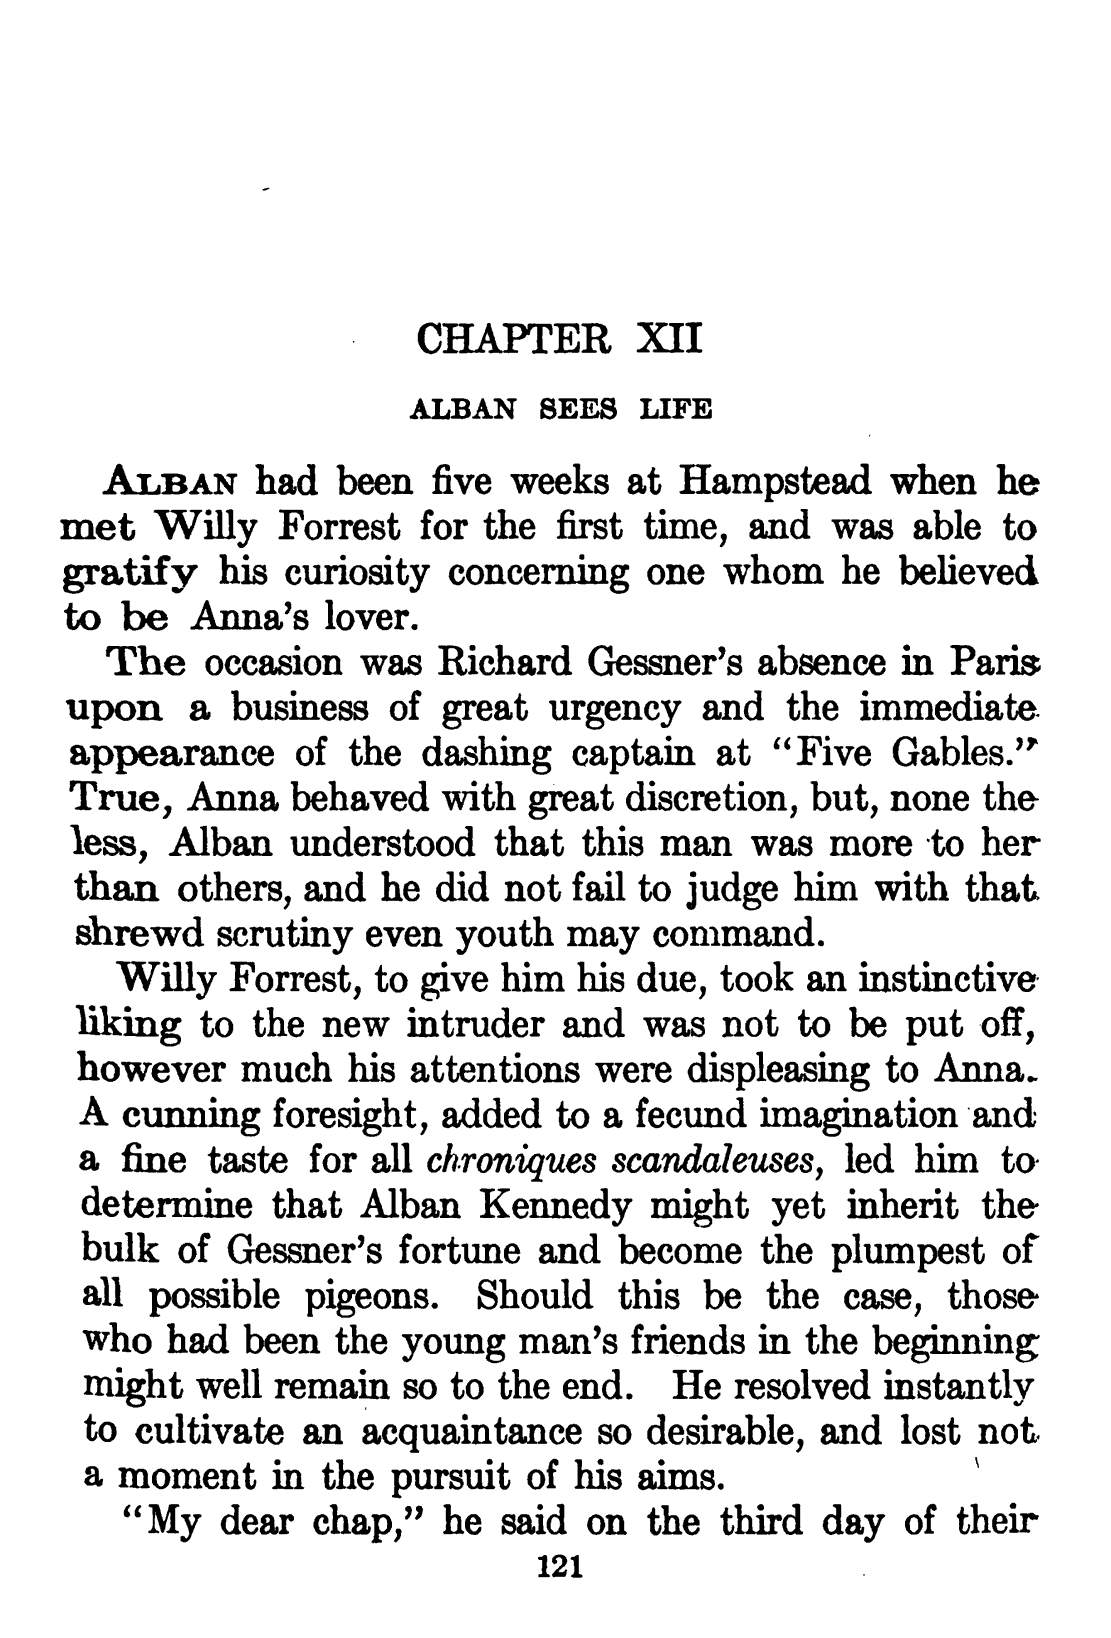 CHAPTER XII
ALBAN SEES LIFE
ALBAN had been five weeks at Hampstead when he
met Willy Forrest for the first time, and was able to
gratify his curiosity concerning one whom he believed
to be Anna's lover.
The occasion was Richard Gessner's absence in Paris
upon a business of great urgency and the immediate
appearance of the dashing captain at “Five Gables.”
True, Anna behaved with great discretion, but, none the
less, Alban understood that this man was more to her
than others, and he did not fail to judge him with that
shrewd scrutiny even youth may command.
Willy Forrest, to give him his due, took an instinctive
liking to the new intruder and was not to be put off,
however much his attentions were displeasing to Anna.
A cunning foresight, added to a fecund imagination and
a fine taste for all chroniques scandaleuses, led him to
determine that Alban Kennedy might yet inherit the
bulk of Gessner's fortune and become the plumpest of
all possible pigeons. Should this be the case, those
who had been the young man's friends in the beginning
might well remain so to the end. He resolved instantly
to cultivate an acquaintance so desirable, and lost not
a moment in the pursuit of his aims.
“My dear chap,” he said on the third day of their
121